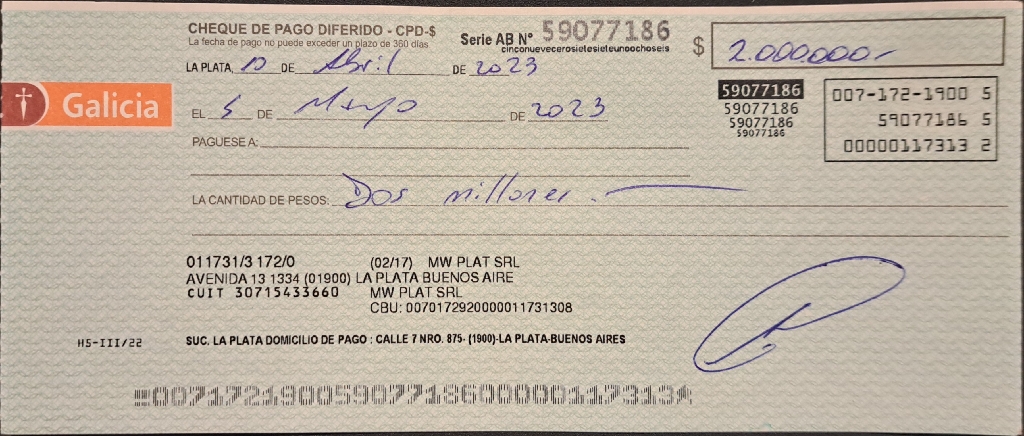 CHEQUE DE PAGO DIFERIDO - CPD-$
La fecha de pago no puede exceder un plazo de 360 días
Serie AB N° 59077186
cinconuevecerosietesieteunoochoseis
$ 2.000.000.-
LA PLATA, 10 DE Abril DE 2023
Galicia
EL 5 DE Mayo DE 2023
59077186
59077186
59077186
59077186
007-172-1900 5
59077186 5
00000117313 2
PAGUESE A:
LA CANTIDAD DE PESOS: Dos millones.
011731/3 172/0 (02/17) MW PLAT SRL
AVENIDA 13 1334 (01900) LA PLATA BUENOS AIRE
CUIT 30715433660 MW PLAT SRL
CBU: 0070172920000011731308
HS-III/22
SUC. LA PLATA DOMICILIO DE PAGO : CALLE 7 NRO. 875- (1900)-LA PLATA-BUENOS AIRES
00717219005907718600000117313